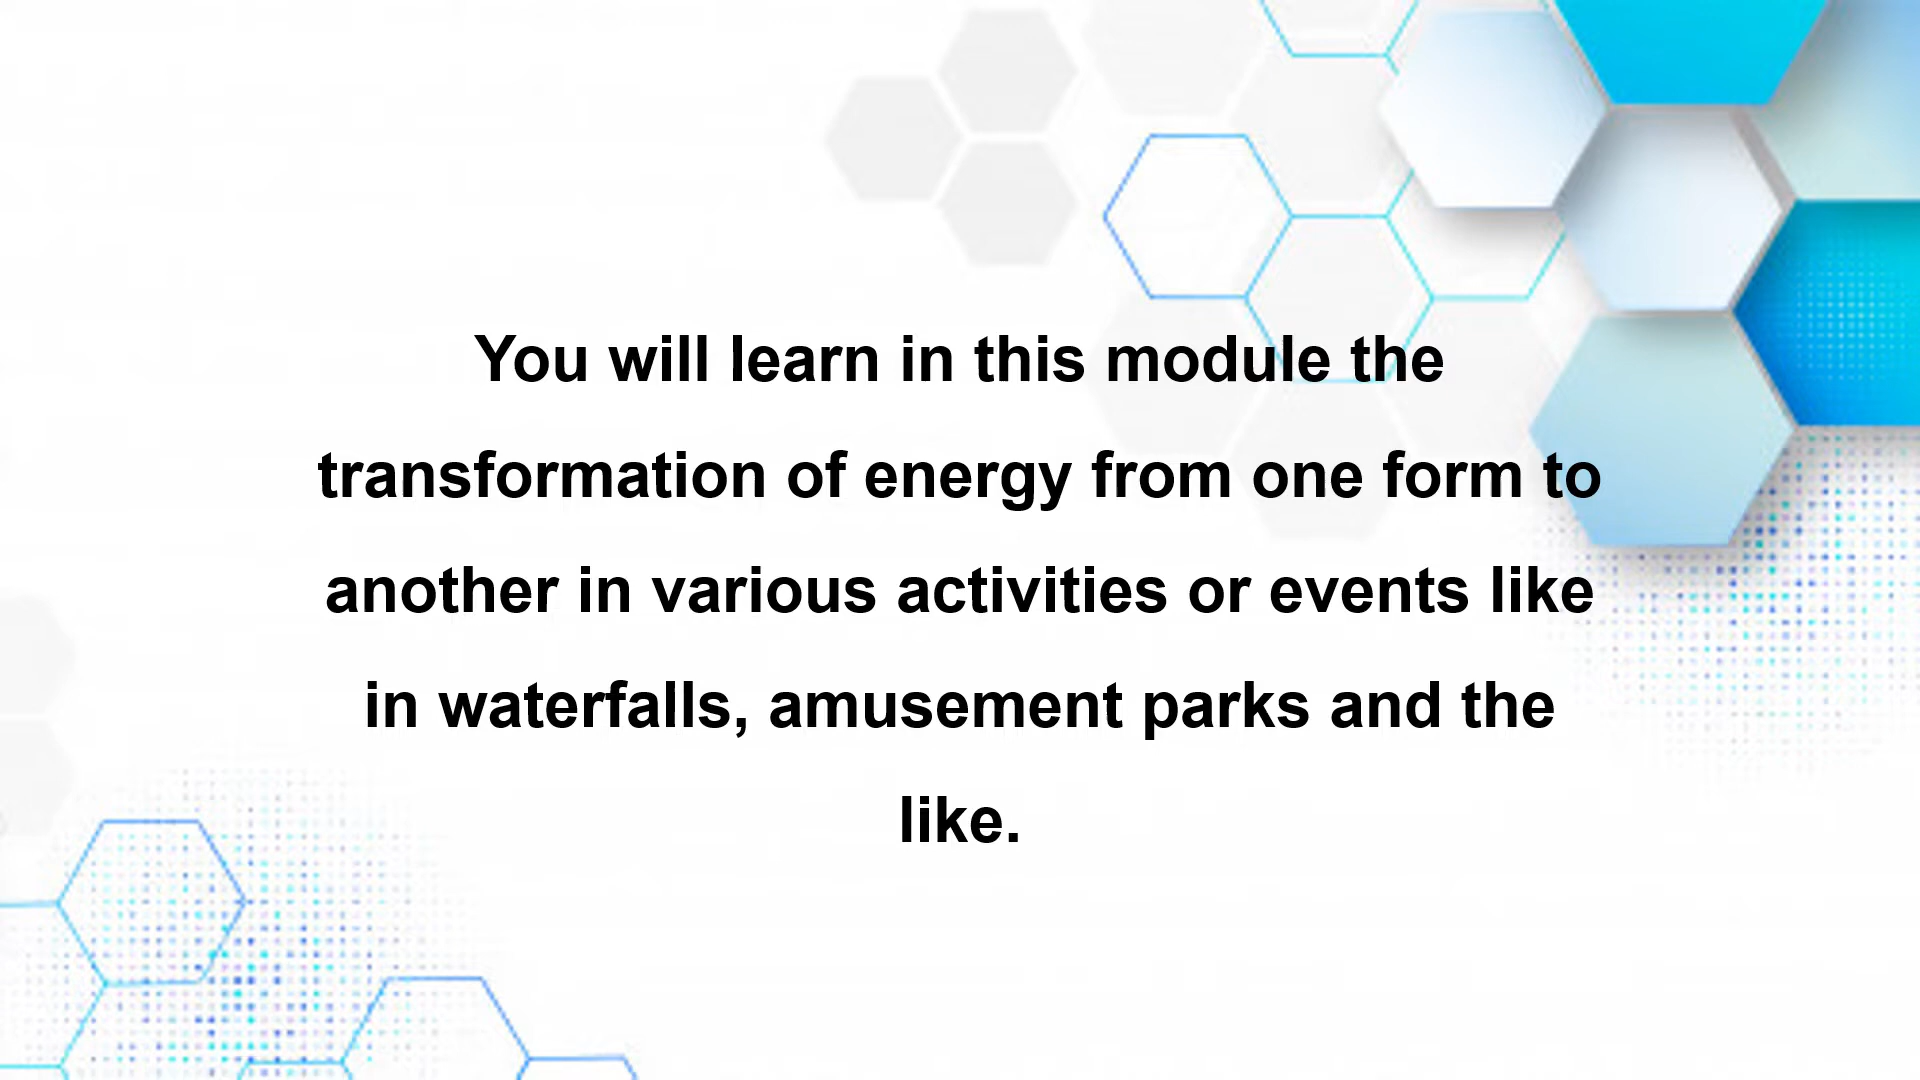 You will learn in this module the
transformation of energy from one form to
another in various activities or events like
in waterfalls, amusement parks and the
like.